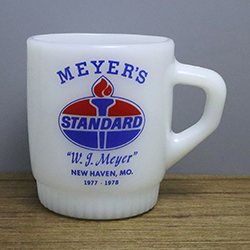 MEYER'S
STANDARD
"W. J. Meyer"
NEW HAVEN, MO.
1977 - 1978